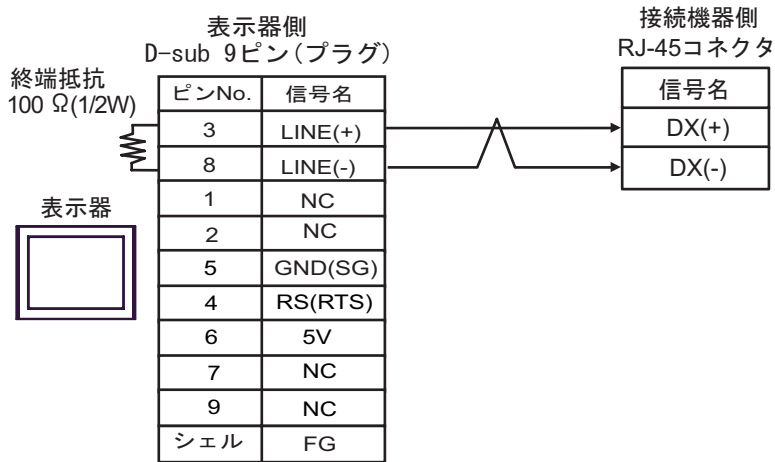 表示器側
D-sub 9ピン(プラグ)
接続機器側
RJ-45コネクタ
終端抵抗
100 Ω(1/2W)
表示器
ピンNo. 信号名
3 LINE(+)
8 LINE(-)
1 NC
2 NC
5 GND(SG)
4 RS(RTS)
6 5V
7 NC
9 NC
シェル FG
信号名
DX(+)
DX(-)